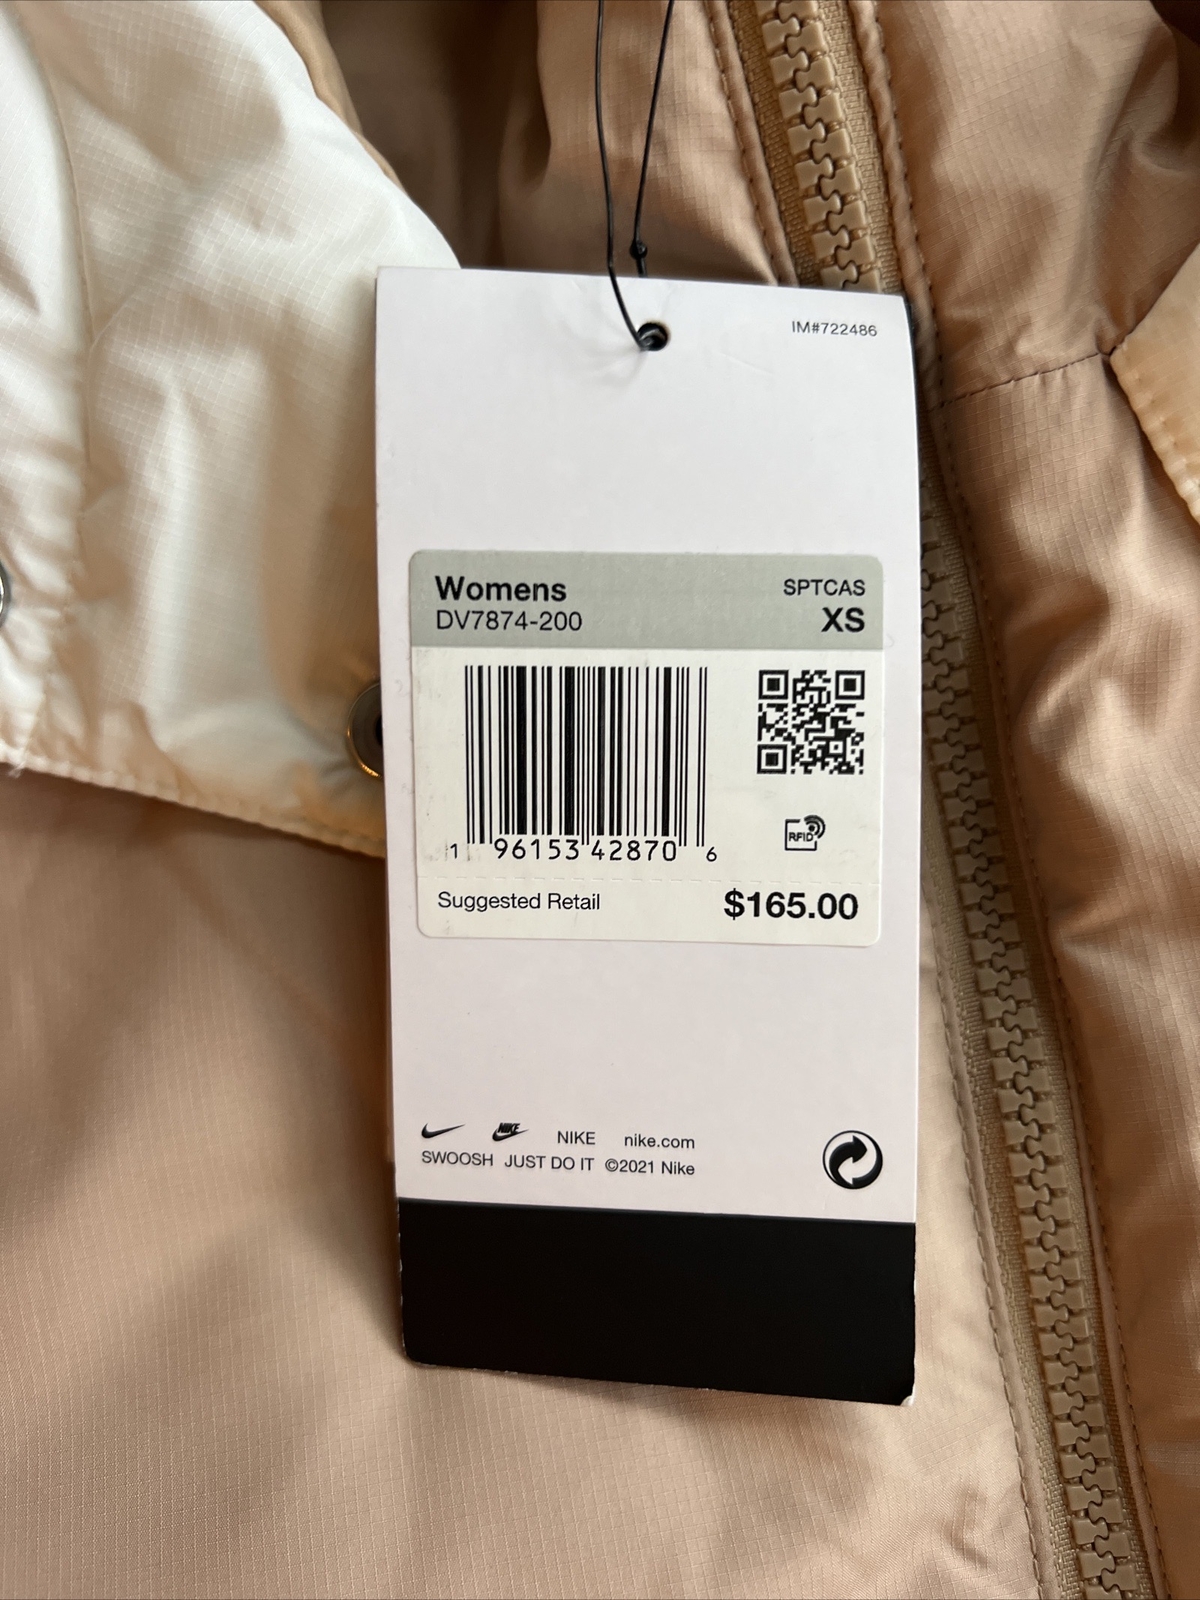 IM#722486
Womens SPTCAS
DV7874-200 XS
1 96153 42870 6
RFID
Suggested Retail $165.00
NIKE NIKE nike.com
SWOOSH JUST DO IT ©2021 Nike